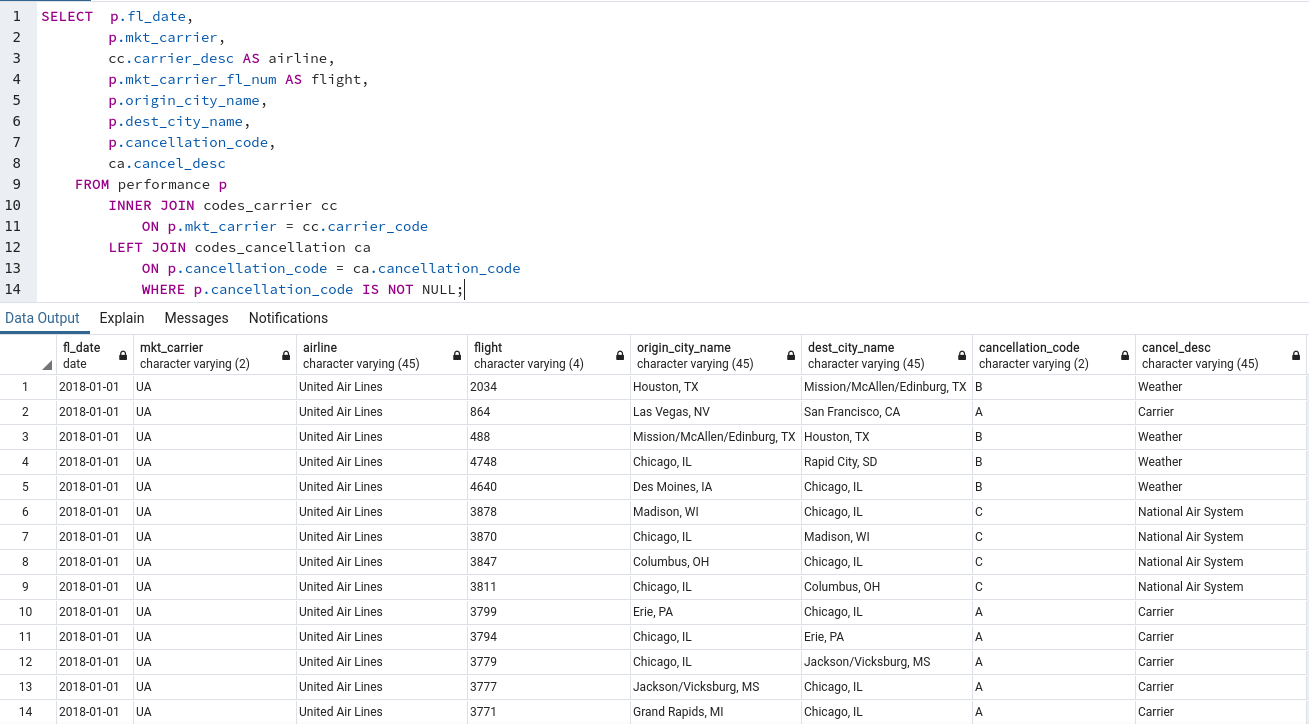 1 SELECT p.fl_date,
2 p.mkt_carrier,
3 cc.carrier_desc AS airline,
4 p.mkt_carrier_fl_num AS flight,
5 p.origin_city_name,
6 p.dest_city_name,
7 p.cancellation_code,
8 ca.cancel_desc
9 FROM performance p
10 INNER JOIN codes_carrier cc
11 ON p.mkt_carrier = cc.carrier_code
12 LEFT JOIN codes_cancellation ca
13 ON p.cancellation_code = ca.cancellation_code
14 WHERE p.cancellation_code IS NOT NULL;
Data Output Explain Messages Notifications
fl_date mkt_carrier airline flight origin_city_name dest_city_name cancellation_code cancel_desc
date character varying (2) character varying (45) character varying (4) character varying (45) character varying (45) character varying (2) character varying (45)
1 2018-01-01 UA United Air Lines 2034 Houston, TX Mission/McAllen/Edinburg, TX B Weather
2 2018-01-01 UA United Air Lines 864 Las Vegas, NV San Francisco, CA A Carrier
3 2018-01-01 UA United Air Lines 488 Mission/McAllen/Edinburg, TX Houston, TX B Weather
4 2018-01-01 UA United Air Lines 4748 Chicago, IL Rapid City, SD B Weather
5 2018-01-01 UA United Air Lines 4640 Des Moines, IA Chicago, IL B Weather
6 2018-01-01 UA United Air Lines 3878 Madison, WI Chicago, IL C National Air System
7 2018-01-01 UA United Air Lines 3870 Chicago, IL Madison, WI C National Air System
8 2018-01-01 UA United Air Lines 3847 Columbus, OH Chicago, IL C National Air System
9 2018-01-01 UA United Air Lines 3811 Chicago, IL Columbus, OH C National Air System
10 2018-01-01 UA United Air Lines 3799 Erie, PA Chicago, IL A Carrier
11 2018-01-01 UA United Air Lines 3794 Chicago, IL Erie, PA A Carrier
12 2018-01-01 UA United Air Lines 3779 Chicago, IL Jackson/Vicksburg, MS A Carrier
13 2018-01-01 UA United Air Lines 3777 Jackson/Vicksburg, MS Chicago, IL A Carrier
14 2018-01-01 UA United Air Lines 3771 Grand Rapids, MI Chicago, IL A Carrier